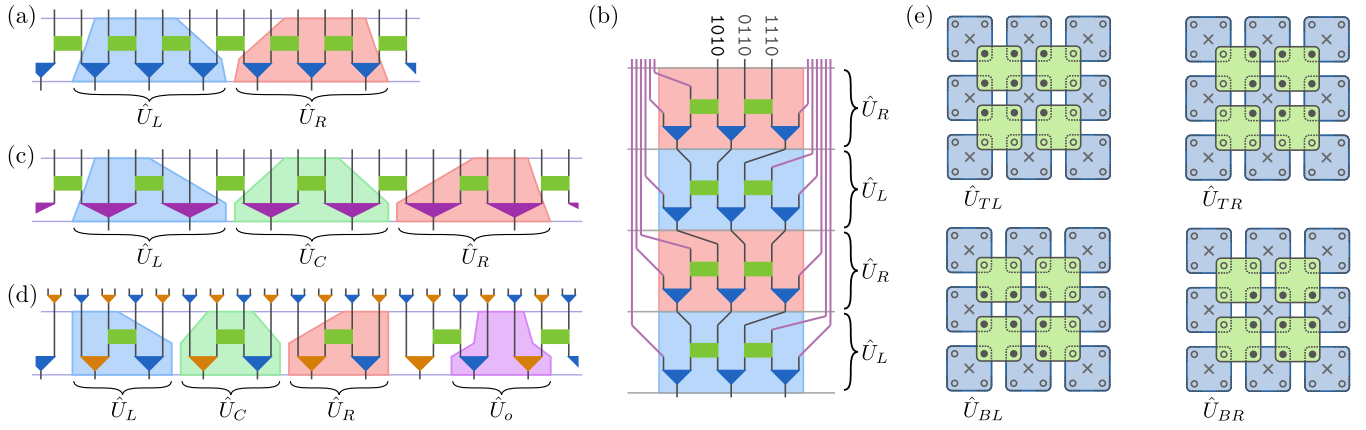 (a)
Û_L
Û_R
(b)
1010
0110
1110
Û_R
Û_L
Û_R
Û_L
(c)
Û_L
Û_C
Û_R
(d)
Û_L
Û_C
Û_R
Û_o
(e)
Û_TL
Û_TR
Û_BL
Û_BR